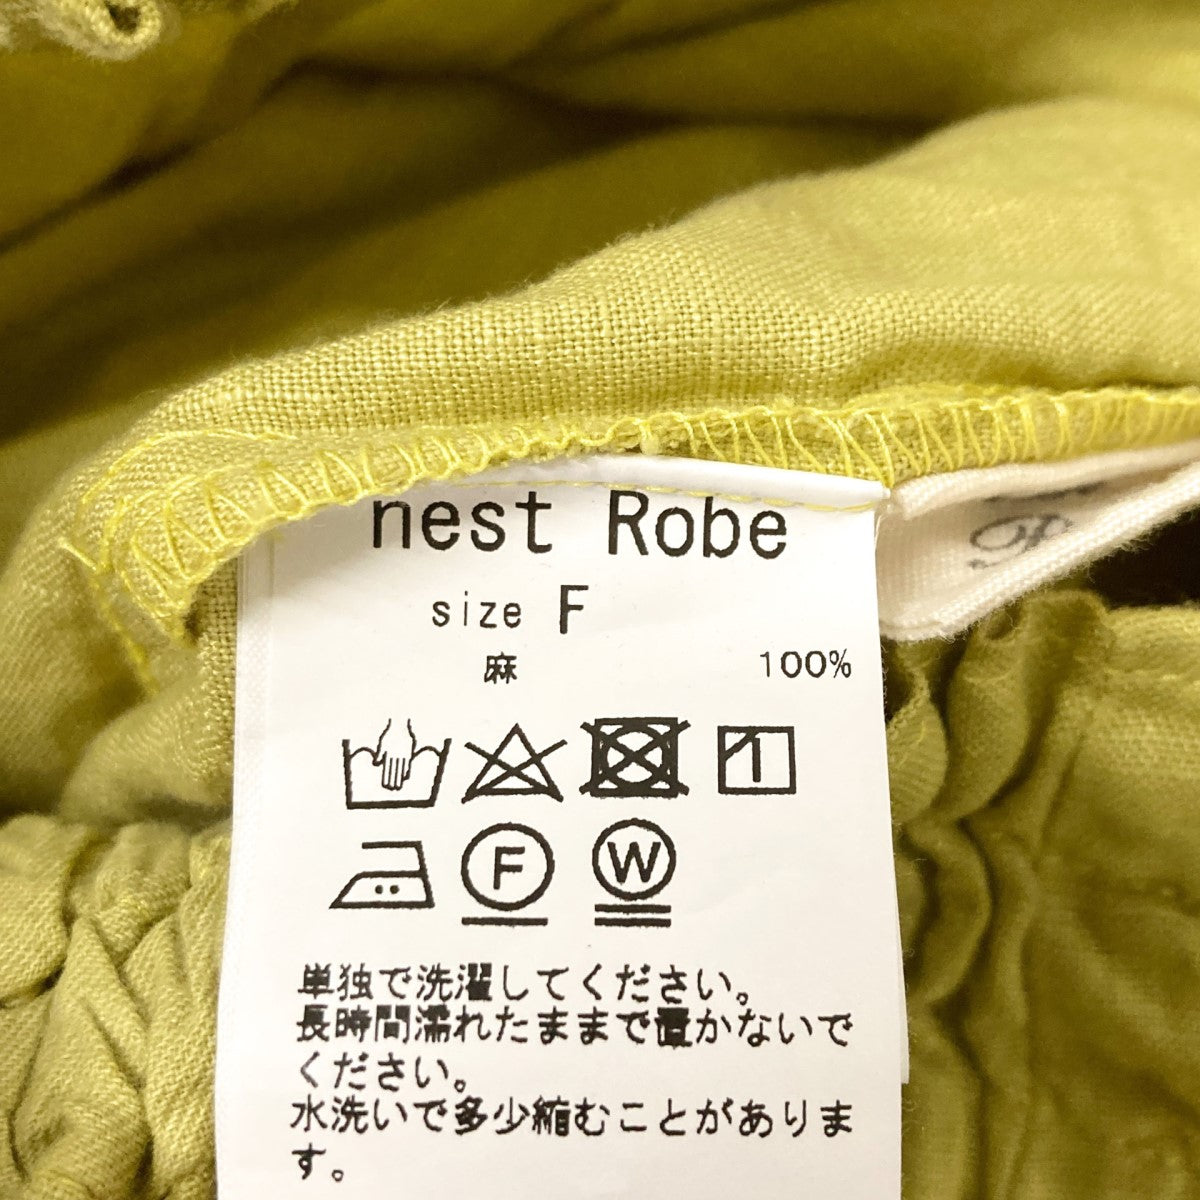 nest Robe
size F
麻 100%
F W
単独で洗濯してください。
長時間濡れたままで置かないで
ください。
水洗いで多少縮むことがありま
す。